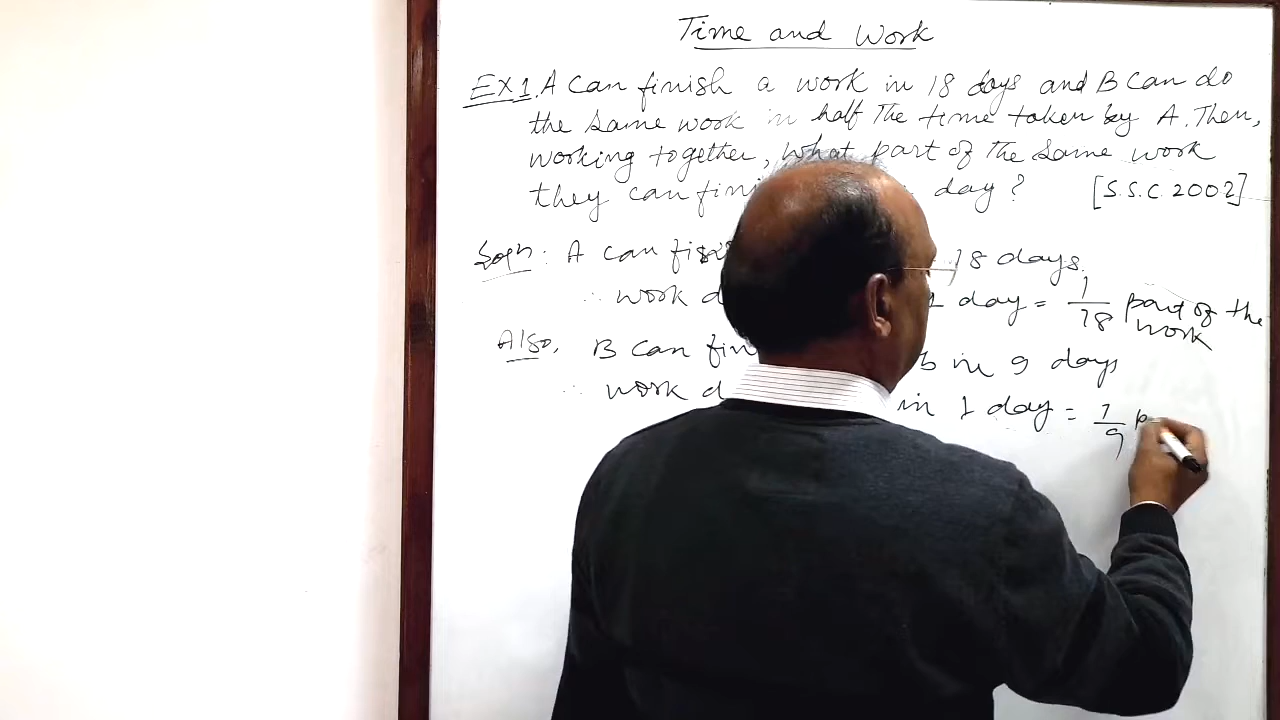 Time and Work
EX1. A can finish a work in 18 days and B can do
the same work in half the time taken by A. Then,
working together, what part of the same work
they can day? [S.S.C. 2002]
Soln: A can 18 days.
∴ work day = 1/18 part of the
work
Also, B can in 9 days
∴ work in 1 day = 1/9 p